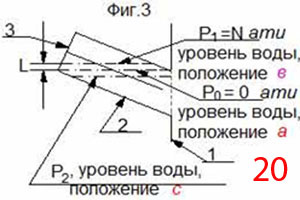 Фиг.3
3
P₁ =N ати
уровень воды,
положение в
L
P₀ = 0 ати
уровень воды,
положение а
2
1
P₂, уровень воды,
положение с
20